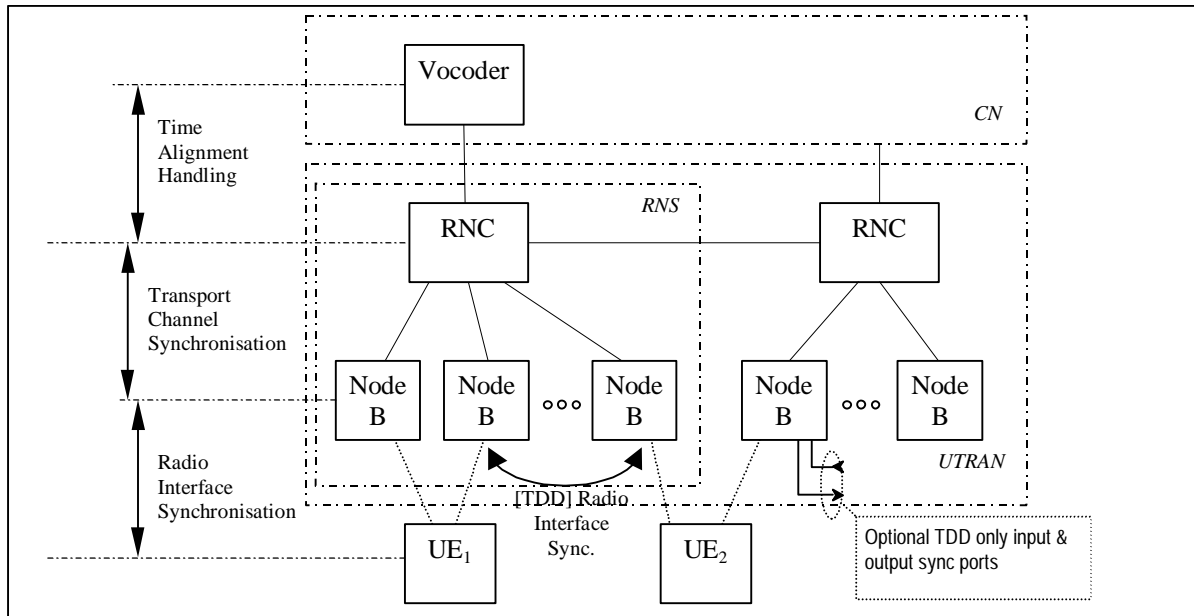 Vocoder
CN
Time
Alignment
Handling
RNS
RNC
RNC
Transport
Channel
Synchronisation
Node
B
Node
B
Node
B
Node
B
Node
B
UTRAN
Radio
Interface
Synchronisation
[TDD] Radio
Interface
Sync.
UE1
UE2
Optional TDD only input &
output sync ports